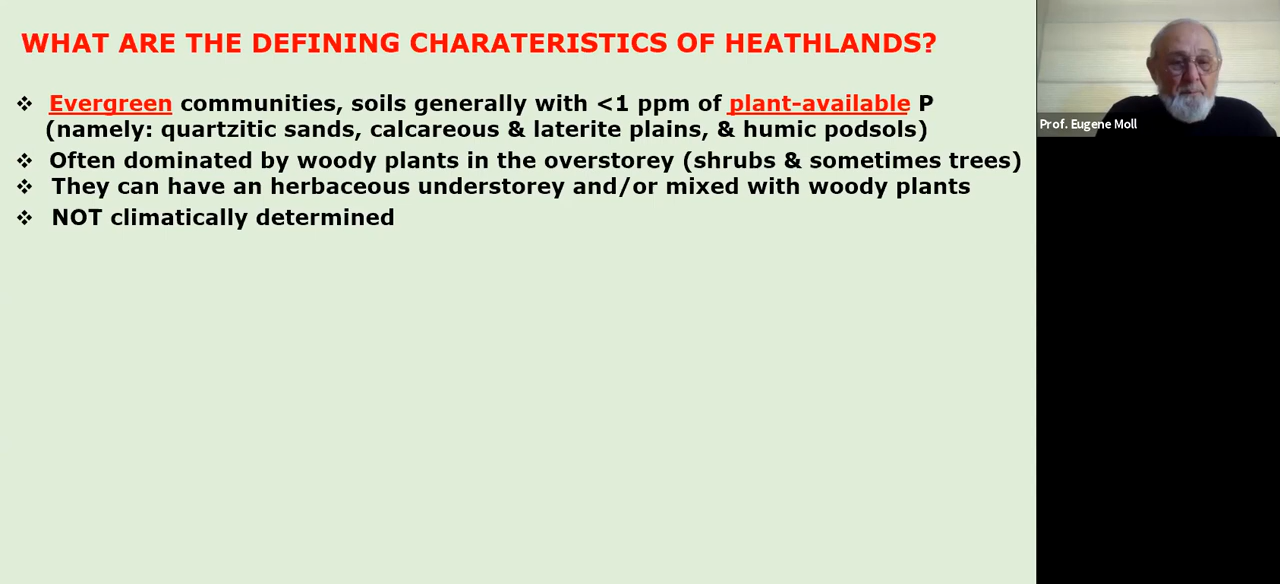 WHAT ARE THE DEFINING CHARATERISTICS OF HEATHLANDS?
❖ Evergreen communities, soils generally with <1 ppm of plant-available P
(namely: quartzitic sands, calcareous & laterite plains, & humic podsols)
❖ Often dominated by woody plants in the overstorey (shrubs & sometimes trees)
❖ They can have an herbaceous understorey and/or mixed with woody plants
❖ NOT climatically determined
Prof. Eugene Moll